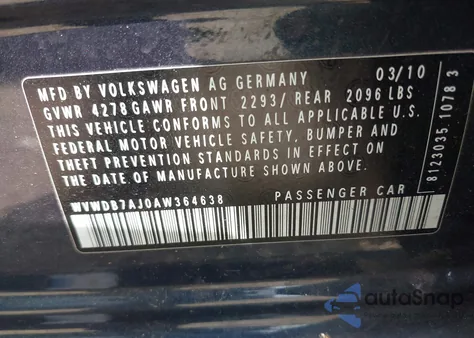 MFD BY VOLKSWAGEN AG GERMANY 03/10
GVWR 4278 GAWR FRONT 2293/ REAR 2096 LBS
THIS VEHICLE CONFORMS TO ALL APPLICABLE U.S.
FEDERAL MOTOR VEHICLE SAFETY, BUMPER AND
THEFT PREVENTION STANDARDS IN EFFECT ON
THE DATE OF MANUFACTURE SHOWN ABOVE.
WVWDB7AJ0AW364638 PASSENGER CAR
8123035 1078 3
autoSnap